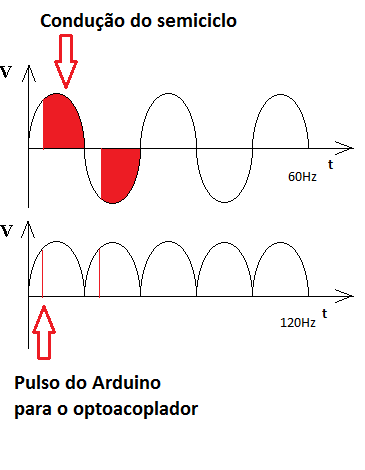 Condução do semiciclo
V
t
60Hz
V
t
120Hz
Pulso do Arduino
para o optoacoplador